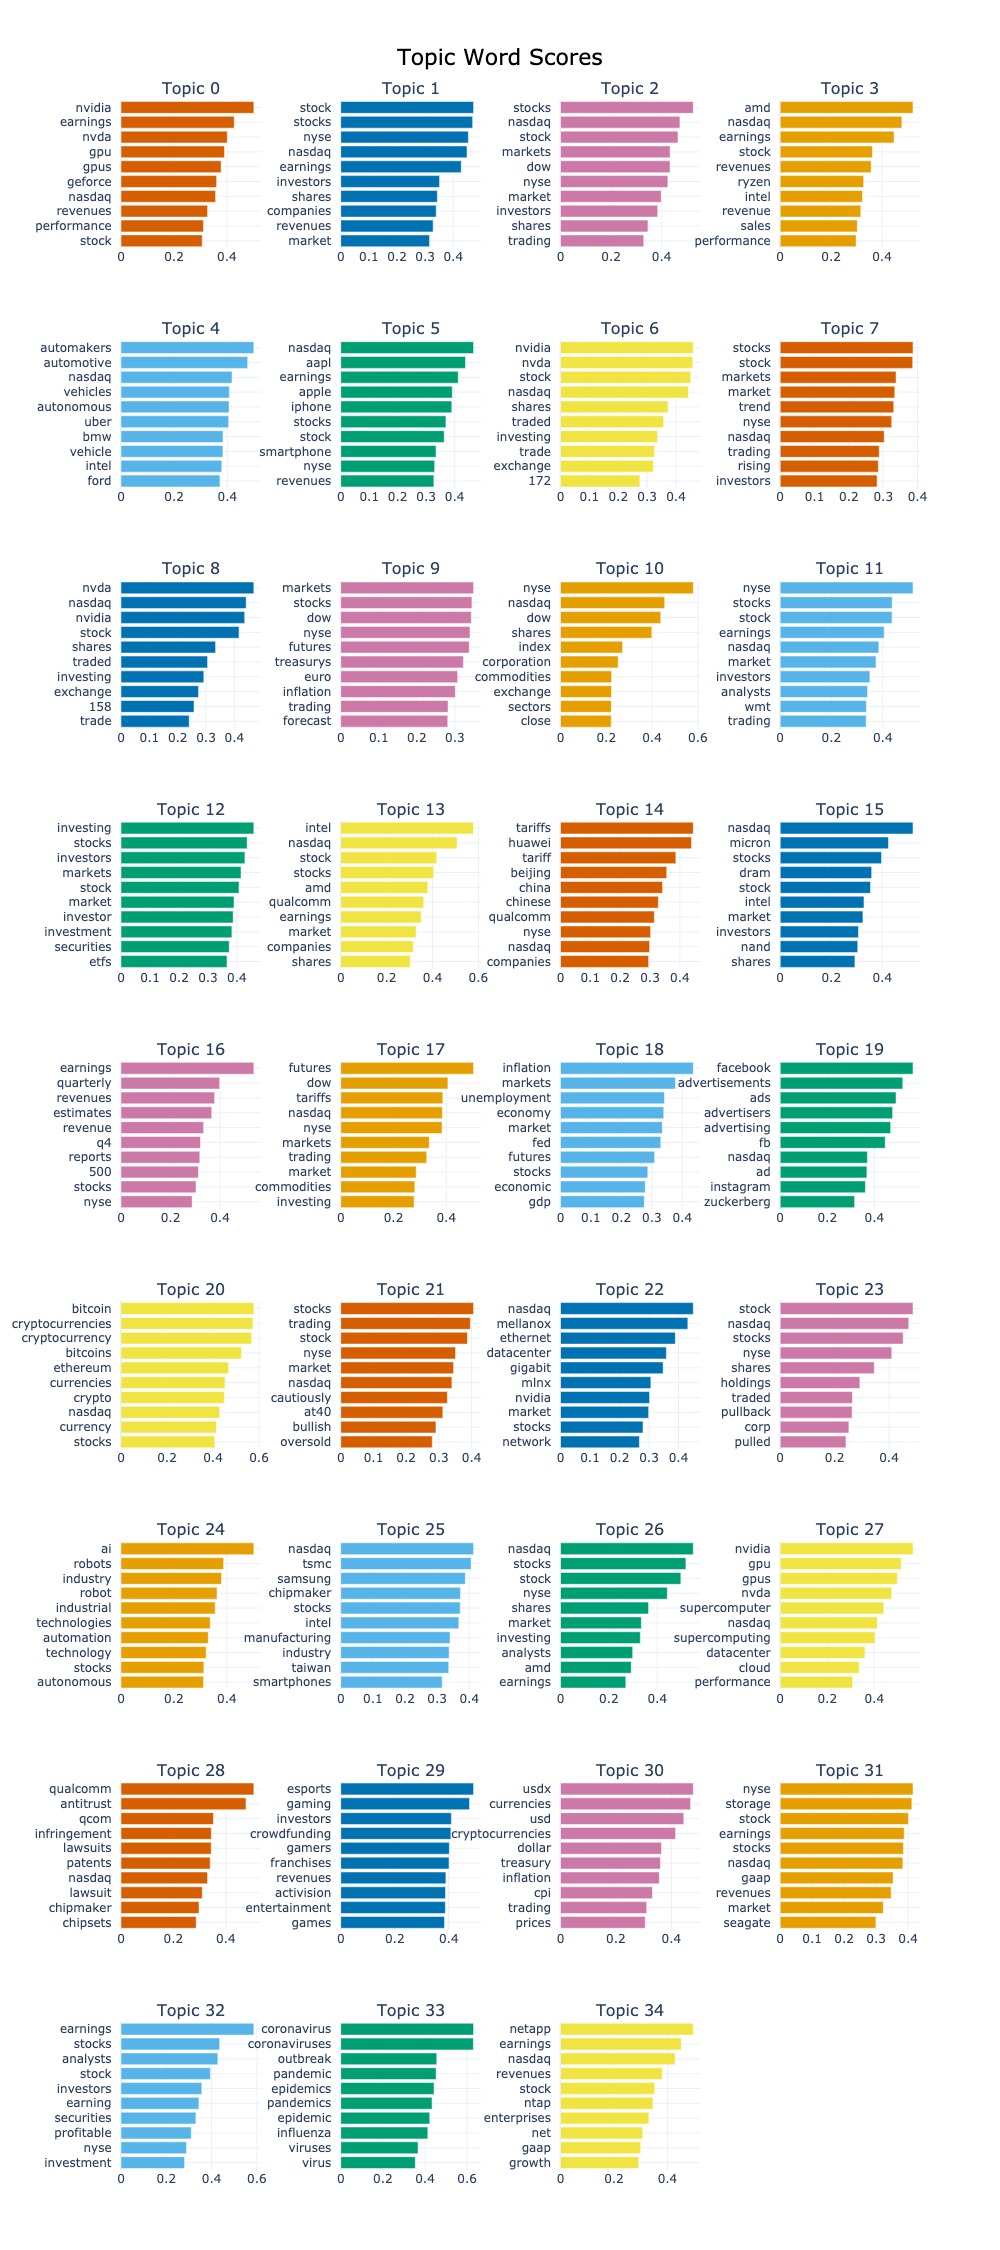 Topic Word Scores
Topic 0
nvidia
earnings
nvda
gpu
gpus
geforce
nasdaq
revenues
performance
stock
0 0.2 0.4
Topic 1
stock
stocks
nyse
nasdaq
earnings
investors
shares
companies
revenues
market
0 0.1 0.2 0.3 0.4
Topic 2
stocks
nasdaq
stock
markets
dow
nyse
market
investors
shares
trading
0 0.2 0.4
Topic 3
amd
nasdaq
earnings
stock
revenues
ryzen
intel
revenue
sales
performance
0 0.2 0.4
Topic 4
automakers
automotive
nasdaq
vehicles
autonomous
uber
bmw
vehicle
intel
ford
0 0.2 0.4
Topic 5
nasdaq
aapl
earnings
apple
iphone
stocks
stock
smartphone
nyse
revenues
0 0.1 0.2 0.3 0.4
Topic 6
nvidia
nvda
stock
nasdaq
shares
traded
investing
trade
exchange
172
0 0.1 0.2 0.3 0.4
Topic 7
stocks
stock
markets
market
trend
nyse
nasdaq
trading
rising
investors
0 0.1 0.2 0.3 0.4
Topic 8
nvda
nasdaq
nvidia
stock
shares
traded
investing
exchange
158
trade
0 0.1 0.2 0.3 0.4
Topic 9
markets
stocks
dow
nyse
futures
treasurys
euro
inflation
trading
forecast
0 0.1 0.2 0.3
Topic 10
nyse
nasdaq
dow
shares
index
corporation
commodities
exchange
sectors
close
0 0.2 0.4 0.6
Topic 11
nyse
stocks
stock
earnings
nasdaq
market
investors
analysts
wmt
trading
0 0.2 0.4
Topic 12
investing
stocks
investors
markets
stock
market
investor
investment
securities
etfs
0 0.1 0.2 0.3 0.4
Topic 13
intel
nasdaq
stock
stocks
amd
qualcomm
earnings
market
companies
shares
0 0.2 0.4 0.6
Topic 14
tariffs
huawei
tariff
beijing
china
chinese
qualcomm
nyse
nasdaq
companies
0 0.1 0.2 0.3 0.4
Topic 15
nasdaq
micron
stocks
dram
stock
intel
market
investors
nand
shares
0 0.2 0.4
Topic 16
earnings
quarterly
revenues
estimates
revenue
q4
reports
500
stocks
nyse
0 0.2 0.4
Topic 17
futures
dow
tariffs
nasdaq
nyse
markets
trading
market
commodities
investing
0 0.2 0.4
Topic 18
inflation
markets
unemployment
economy
market
fed
futures
stocks
economic
gdp
0 0.1 0.2 0.3 0.4
Topic 19
facebook
advertisements
ads
advertisers
advertising
fb
nasdaq
ad
instagram
zuckerberg
0 0.2 0.4
Topic 20
bitcoin
cryptocurrencies
cryptocurrency
bitcoins
ethereum
currencies
crypto
nasdaq
currency
stocks
0 0.2 0.4 0.6
Topic 21
stocks
trading
stock
nyse
market
nasdaq
cautiously
at40
bullish
oversold
0 0.1 0.2 0.3 0.4
Topic 22
nasdaq
mellanox
ethernet
datacenter
gigabit
mlnx
nvidia
market
stocks
network
0 0.1 0.2 0.3 0.4
Topic 23
stock
nasdaq
stocks
nyse
shares
holdings
traded
pullback
corp
pulled
0 0.2 0.4
Topic 24
ai
robots
industry
robot
industrial
technologies
automation
technology
stocks
autonomous
0 0.2 0.4
Topic 25
nasdaq
tsmc
samsung
chipmaker
stocks
intel
manufacturing
industry
taiwan
smartphones
0 0.1 0.2 0.3 0.4
Topic 26
nasdaq
stocks
stock
nyse
shares
market
investing
analysts
amd
earnings
0 0.2 0.4
Topic 27
nvidia
gpu
gpus
nvda
supercomputer
nasdaq
supercomputing
datacenter
cloud
performance
0 0.2 0.4
Topic 28
qualcomm
antitrust
qcom
infringement
lawsuits
patents
nasdaq
lawsuit
chipmaker
chipsets
0 0.2 0.4
Topic 29
esports
gaming
investors
crowdfunding
gamers
franchises
revenues
activision
entertainment
games
0 0.2 0.4
Topic 30
usdx
currencies
usd
cryptocurrencies
dollar
treasury
inflation
cpi
trading
prices
0 0.2 0.4
Topic 31
nyse
storage
stock
earnings
stocks
nasdaq
gaap
revenues
market
seagate
0 0.1 0.2 0.3 0.4
Topic 32
earnings
stocks
analysts
stock
investors
earning
securities
profitable
nyse
investment
0 0.2 0.4 0.6
Topic 33
coronavirus
coronaviruses
outbreak
pandemic
epidemics
pandemics
epidemic
influenza
viruses
virus
0 0.2 0.4 0.6
Topic 34
netapp
earnings
nasdaq
revenues
stock
ntap
enterprises
net
gaap
growth
0 0.2 0.4